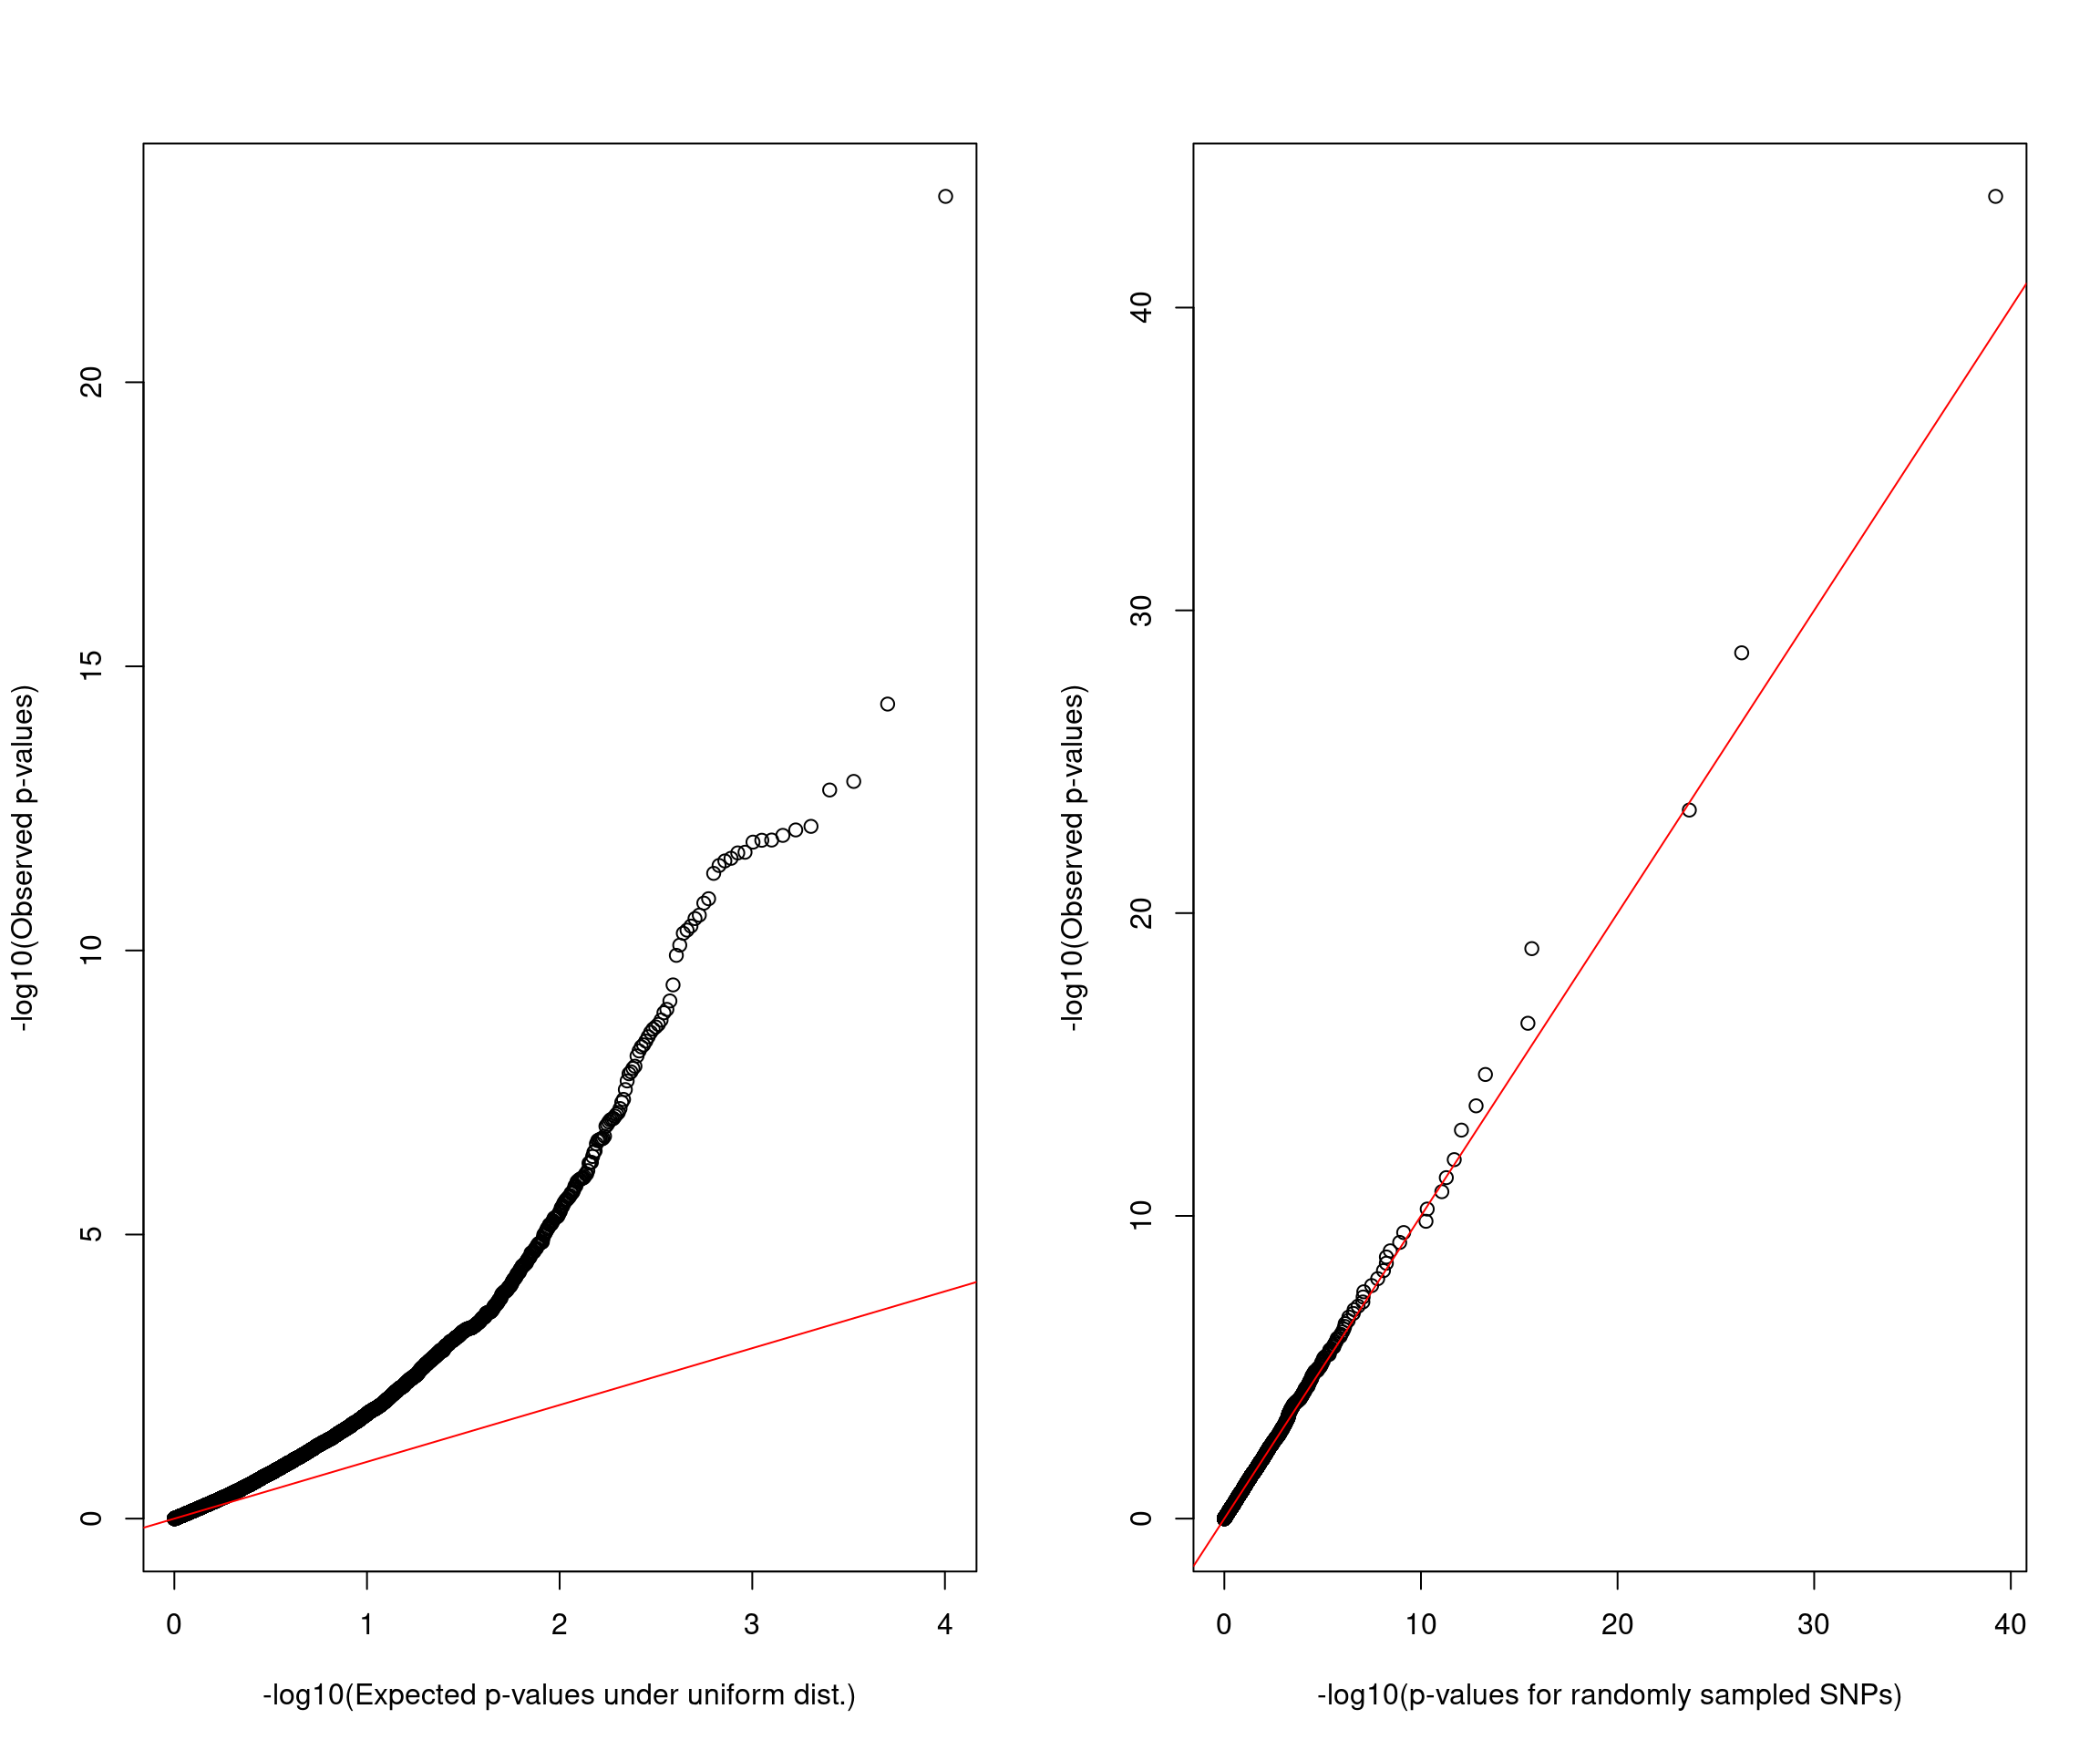 -log10(Observed p-values)
20
15
10
5
0
0 1 2 3 4
-log10(Expected p-values under uniform dist.)
-log10(Observed p-values)
40
30
20
10
0
0 10 20 30 40
-log10(p-values for randomly sampled SNPs)